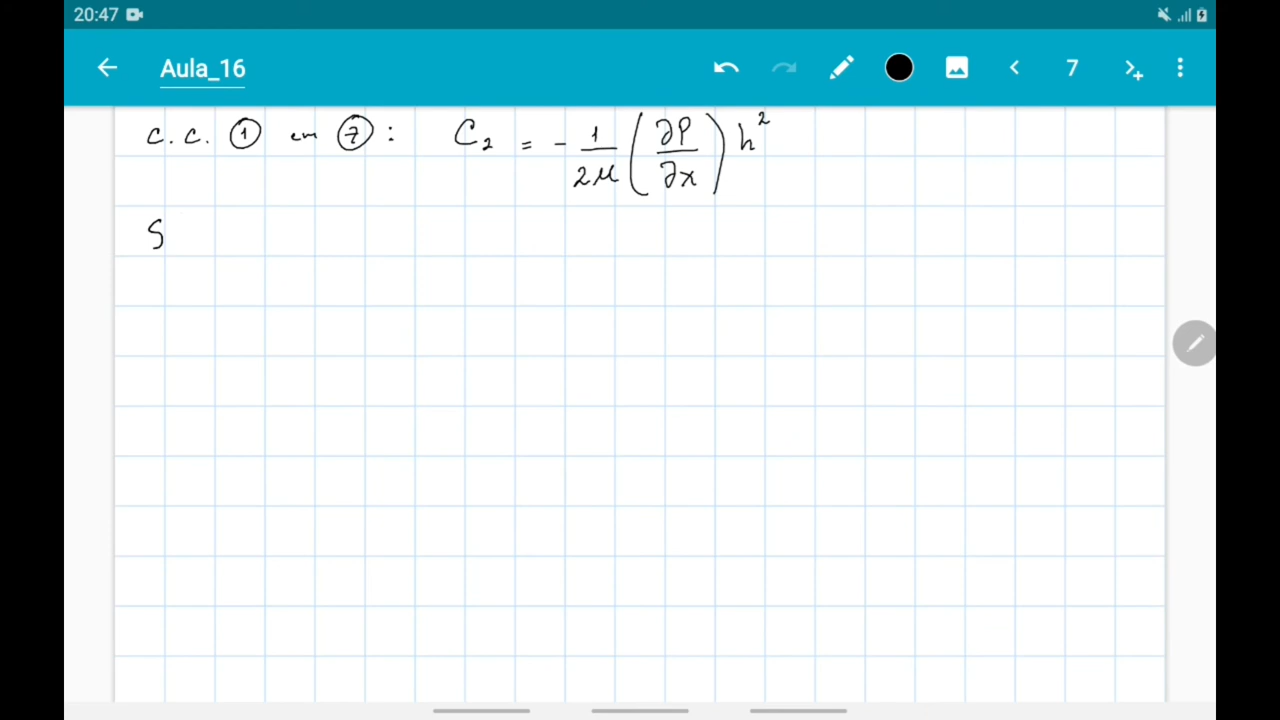 20:47
Aula_16
7
C.C. ① em ⑦ : C₂ = - 1/2μ (∂P/∂x) h²
S